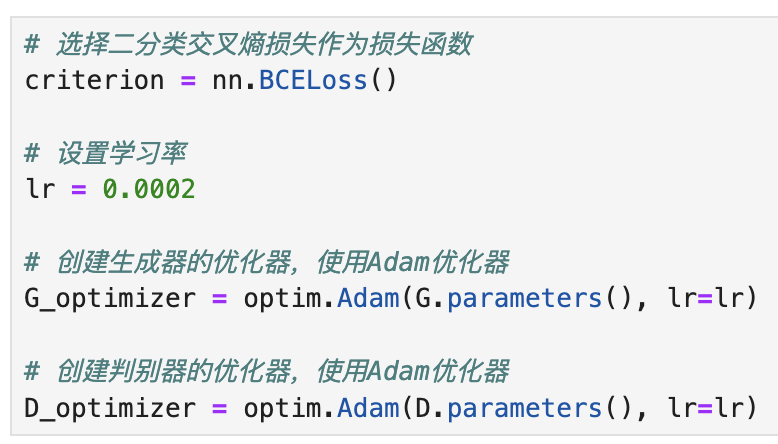 # 选择二分类交叉熵损失作为损失函数
criterion = nn.BCELoss()
# 设置学习率
lr = 0.0002
# 创建生成器的优化器，使用Adam优化器
G_optimizer = optim.Adam(G.parameters(), lr=lr)
# 创建判别器的优化器，使用Adam优化器
D_optimizer = optim.Adam(D.parameters(), lr=lr)